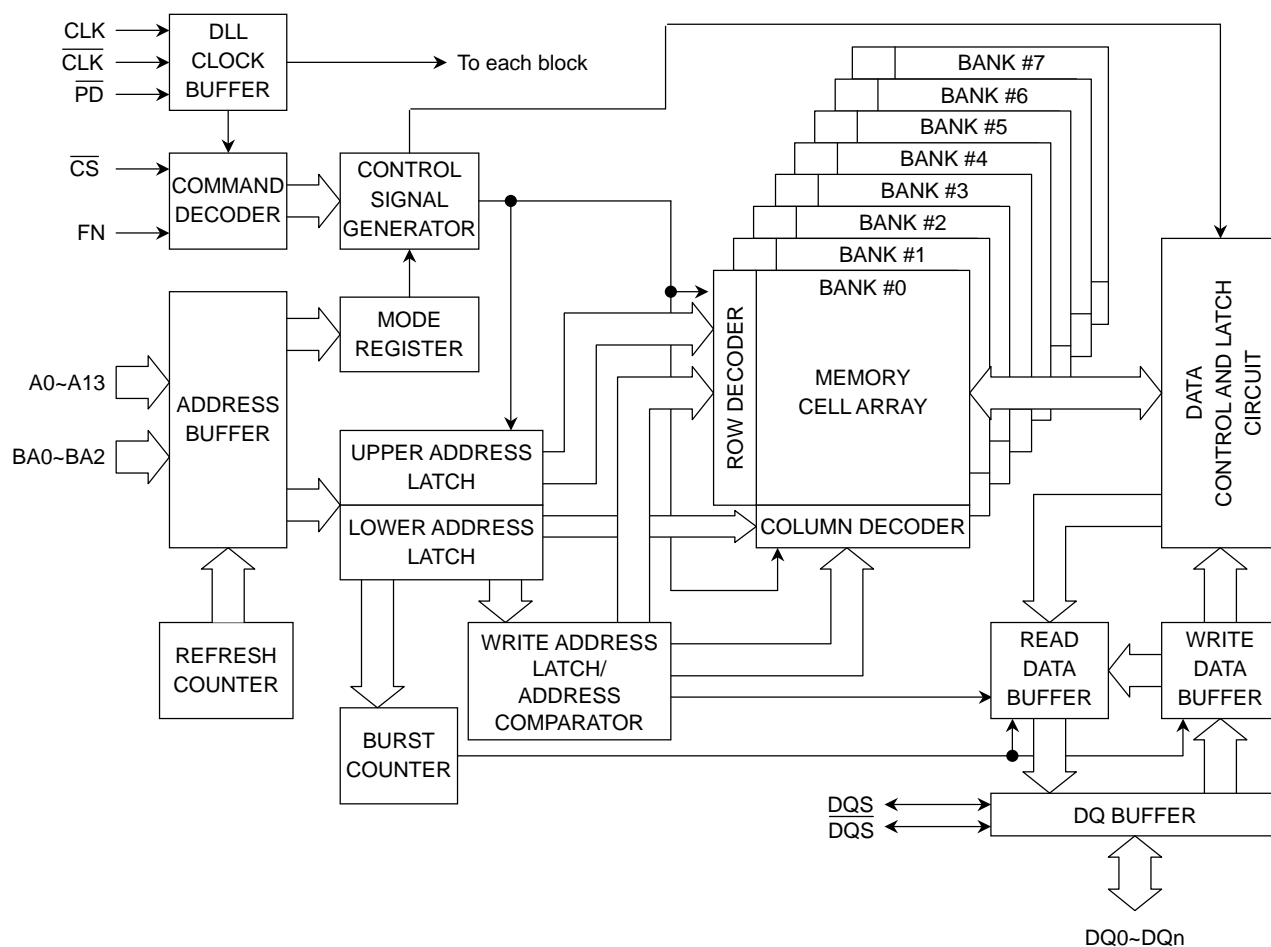 CLK
CLK
PD
DLL
CLOCK
BUFFER
To each block
CS
FN
COMMAND
DECODER
CONTROL
SIGNAL
GENERATOR
MODE
REGISTER
A0~A13
BA0~BA2
ADDRESS
BUFFER
REFRESH
COUNTER
UPPER ADDRESS
LATCH
LOWER ADDRESS
LATCH
WRITE ADDRESS
LATCH/
ADDRESS
COMPARATOR
BURST
COUNTER
BANK #7
BANK #6
BANK #5
BANK #4
BANK #3
BANK #2
BANK #1
BANK #0
ROW DECODER
MEMORY
CELL ARRAY
COLUMN DECODER
DATA
CONTROL AND LATCH
CIRCUIT
READ
DATA
BUFFER
WRITE
DATA
BUFFER
DQS
DQS
DQ BUFFER
DQ0~DQn